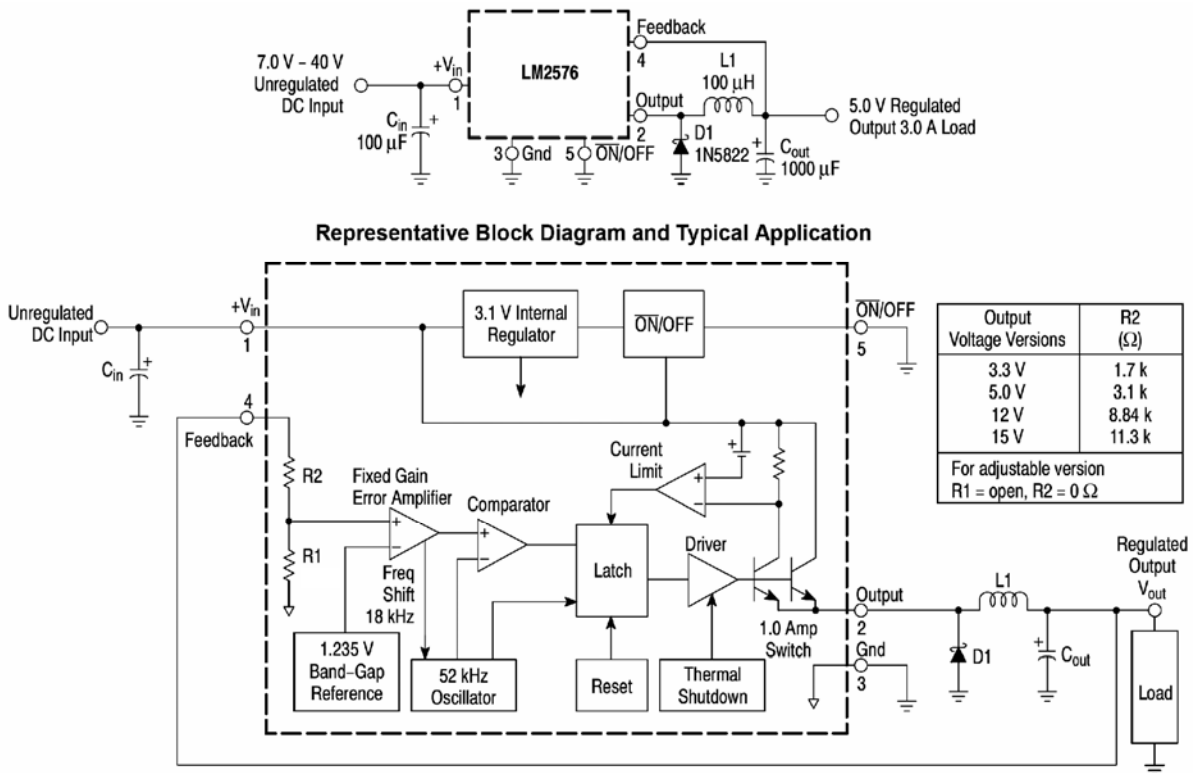 Feedback
4
7.0 V – 40 V
Unregulated
DC Input
+Vin
1
LM2576
L1
100 μH
Output
2
5.0 V Regulated
Output 3.0 A Load
Cin
100 μF
+
3
Gnd
5
ON/OFF
D1
1N5822
+
Cout
1000 μF
Representative Block Diagram and Typical Application
Unregulated
DC Input
+Vin
1
3.1 V Internal
Regulator
ON/OFF
ON/OFF
5
Output
Voltage Versions
R2
(Ω)
3.3 V
1.7 k
5.0 V
3.1 k
12 V
8.84 k
15 V
11.3 k
For adjustable version
R1 = open, R2 = 0 Ω
Cin
+
4
Feedback
R2
R1
Fixed Gain
Error Amplifier
+
–
Comparator
+
–
Current
Limit
+
–
+
Freq
Shift
18 kHz
Latch
Driver
1.0 Amp
Switch
Output
2
Gnd
3
1.235 V
Band–Gap
Reference
52 kHz
Oscillator
Reset
Thermal
Shutdown
L1
D1
+
Cout
Regulated
Output
Vout
Load